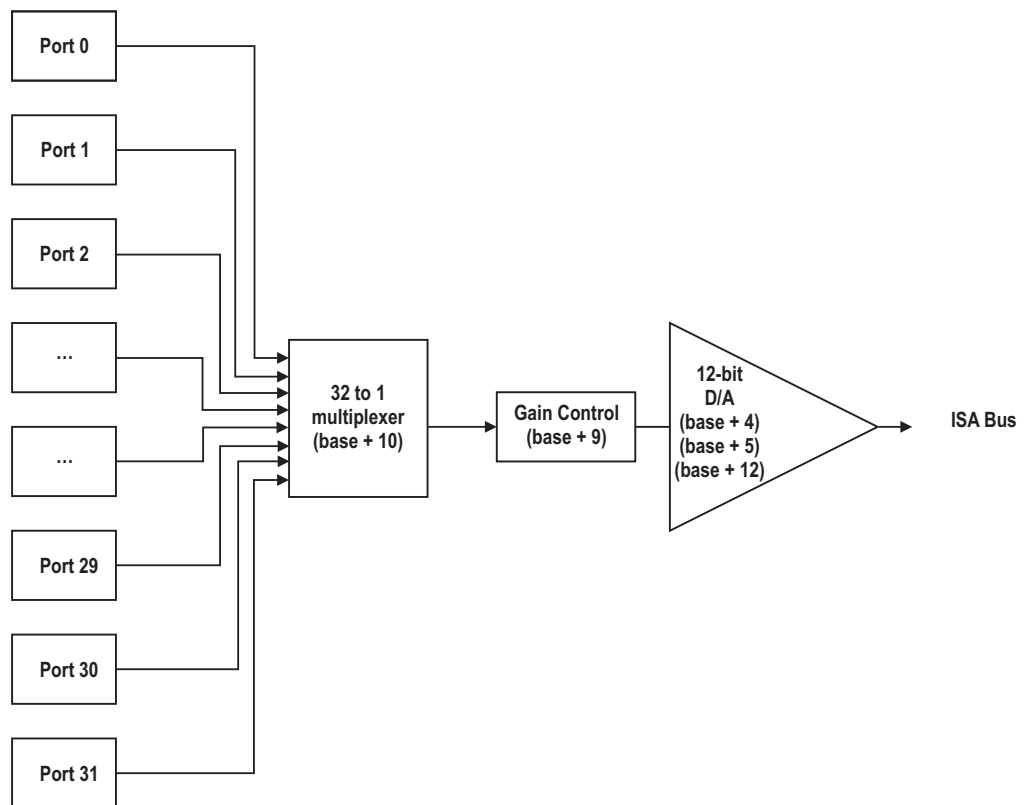 Port 0
Port 1
Port 2
...
...
Port 29
Port 30
Port 31
32 to 1
multiplexer
(base + 10)
Gain Control
(base + 9)
12-bit
D/A
(base + 4)
(base + 5)
(base + 12)
ISA Bus